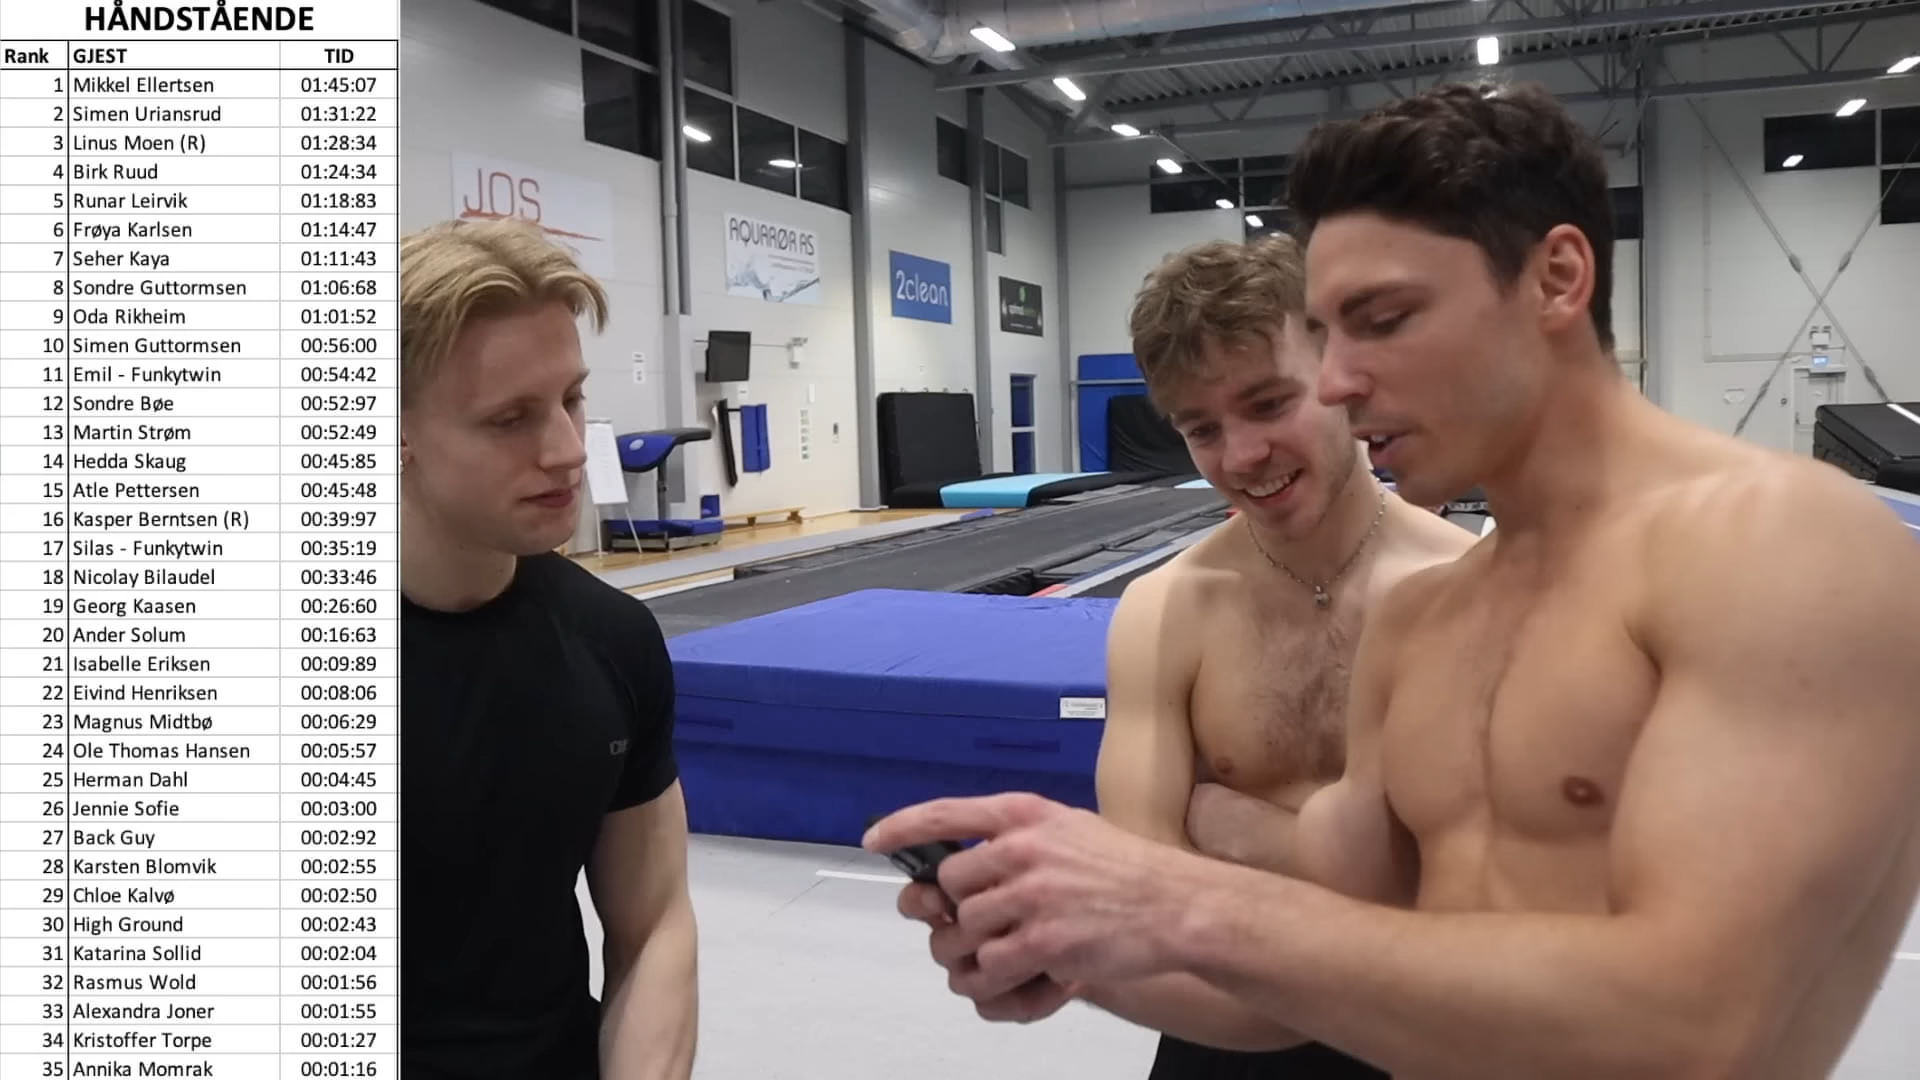 HÅNDSTÅENDE
Rank GJEST TID
1 Mikkel Ellertsen 01:45:07
2 Simen Uriansrud 01:31:22
3 Linus Moen (R) 01:28:34
4 Birk Ruud 01:24:34
5 Runar Leirvik 01:18:83
6 Frøya Karlsen 01:14:47
7 Seher Kaya 01:11:43
8 Sondre Guttormsen 01:06:68
9 Oda Rikheim 01:01:52
10 Simen Guttormsen 00:56:00
11 Emil - Funkytwin 00:54:42
12 Sondre Bøe 00:52:97
13 Martin Strøm 00:52:49
14 Hedda Skaug 00:45:85
15 Atle Pettersen 00:45:48
16 Kasper Berntsen (R) 00:39:97
17 Silas - Funkytwin 00:35:19
18 Nicolay Bilaudel 00:33:46
19 Georg Kaasen 00:26:60
20 Ander Solum 00:16:63
21 Isabelle Eriksen 00:09:89
22 Eivind Henriksen 00:08:06
23 Magnus Midtbø 00:06:29
24 Ole Thomas Hansen 00:05:57
25 Herman Dahl 00:04:45
26 Jennie Sofie 00:03:00
27 Back Guy 00:02:92
28 Karsten Blomvik 00:02:55
29 Chloe Kalvø 00:02:50
30 High Ground 00:02:43
31 Katarina Sollid 00:02:04
32 Rasmus Wold 00:01:56
33 Alexandra Joner 00:01:55
34 Kristoffer Torpe 00:01:27
35 Annika Momrak 00:01:16
JOS
AQUARØR AS
2clean